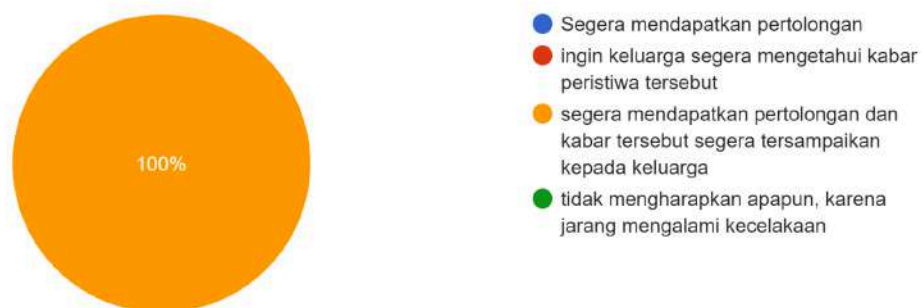 100%
Segera mendapatkan pertolongan
ingin keluarga segera mengetahui kabar
peristiwa tersebut
segera mendapatkan pertolongan dan
kabar tersebut segera tersampaikan
kepada keluarga
tidak mengharapkan apapun, karena
jarang mengalami kecelakaan